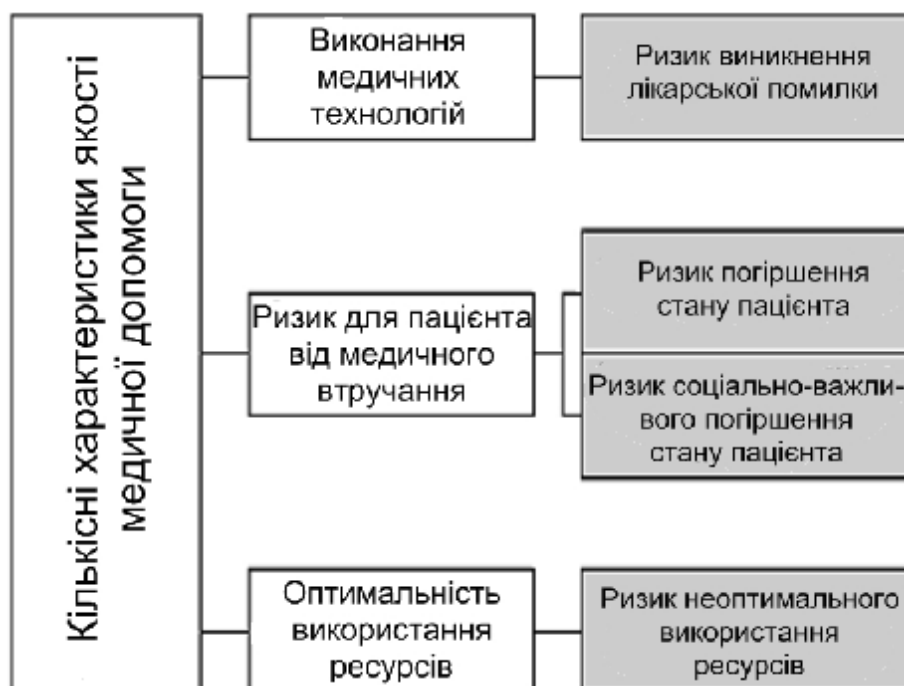 Кількісні характеристики якості
медичної допомоги
Виконання
медичних
технологій
Ризик виникнення
лікарської помилки
Ризик для пацієнта
від медичного
втручання
Ризик погіршення
стану пацієнта
Ризик соціально-важли-
вого погіршення
стану пацієнта
Оптимальність
використання
ресурсів
Ризик неоптимального
використання
ресурсів